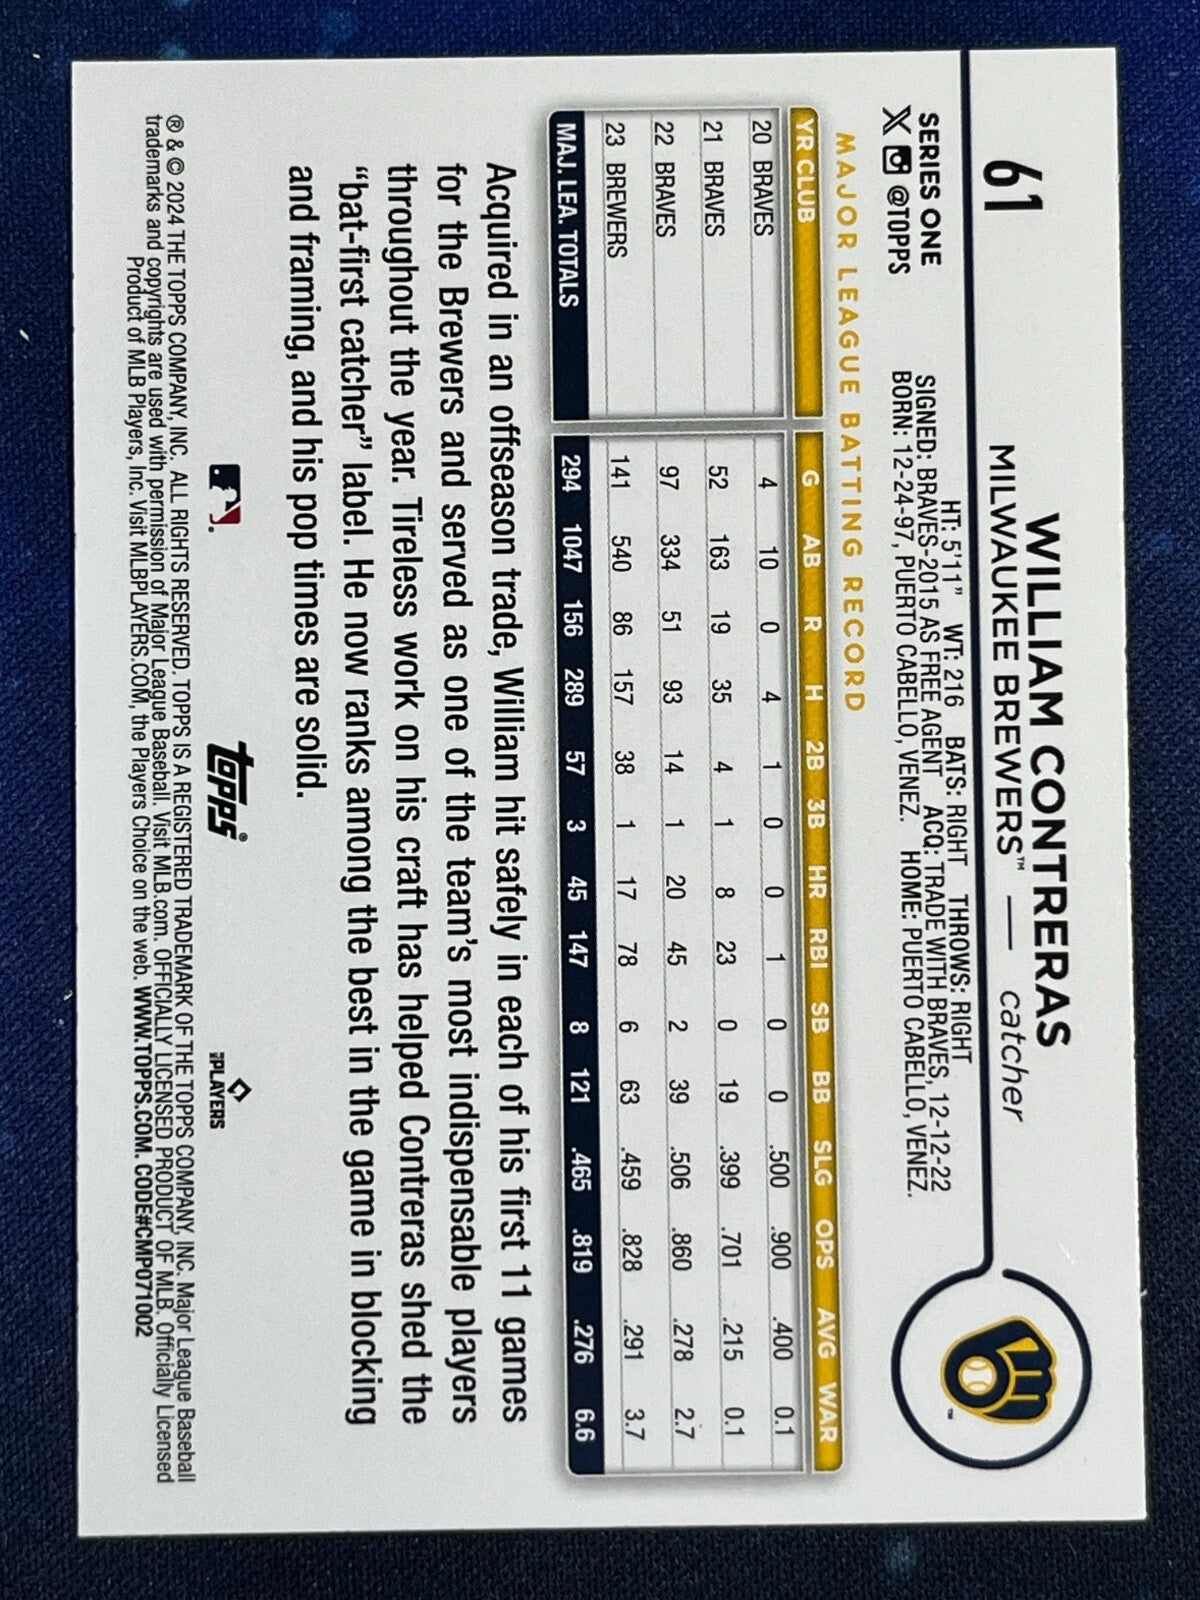 61
WILLIAM CONTRERAS
MILWAUKEE BREWERS™ — catcher
SERIES ONE
@TOPPS
HT: 5'11" WT: 216 BATS: RIGHT THROWS: RIGHT
SIGNED: BRAVES-2015 AS FREE AGENT ACQ: TRADE WITH BRAVES, 12-12-22
BORN: 12-24-97, PUERTO CABELLO, VENEZ. HOME: PUERTO CABELLO, VENEZ.
MAJOR LEAGUE BATTING RECORD
YR CLUB G AB R H 2B 3B HR RBI SB BB SLG OPS AVG WAR
20 BRAVES 4 10 0 4 1 0 0 1 0 0 .500 .900 .400 0.1
21 BRAVES 52 163 19 35 4 1 8 23 0 19 .399 .701 .215 0.1
22 BRAVES 97 334 51 93 14 1 20 45 2 39 .506 .860 .278 2.7
23 BREWERS 141 540 86 157 38 1 17 78 6 63 .459 .828 .291 3.7
MAJ. LEA. TOTALS 294 1047 156 289 57 3 45 147 8 121 .465 .819 .276 6.6
Acquired in an offseason trade, William hit safely in each of his first 11 games
for the Brewers and served as one of the team's most indispensable players
throughout the year. Tireless work on his craft has helped Contreras shed the
“bat-first catcher” label. He now ranks among the best in the game in blocking
and framing, and his pop times are solid.
topps®
PLAYERS
® & © 2024 THE TOPPS COMPANY, INC. ALL RIGHTS RESERVED. TOPPS IS A REGISTERED TRADEMARK OF THE TOPPS COMPANY, INC. Major League Baseball
trademarks and copyrights are used with permission of Major League Baseball. Visit MLB.com. OFFICIALLY LICENSED PRODUCT OF MLB. Officially Licensed
Product of MLB Players, Inc. Visit MLBPLAYERS.COM, the Players Choice on the web. WWW.TOPPS.COM. CODE#CMP071002